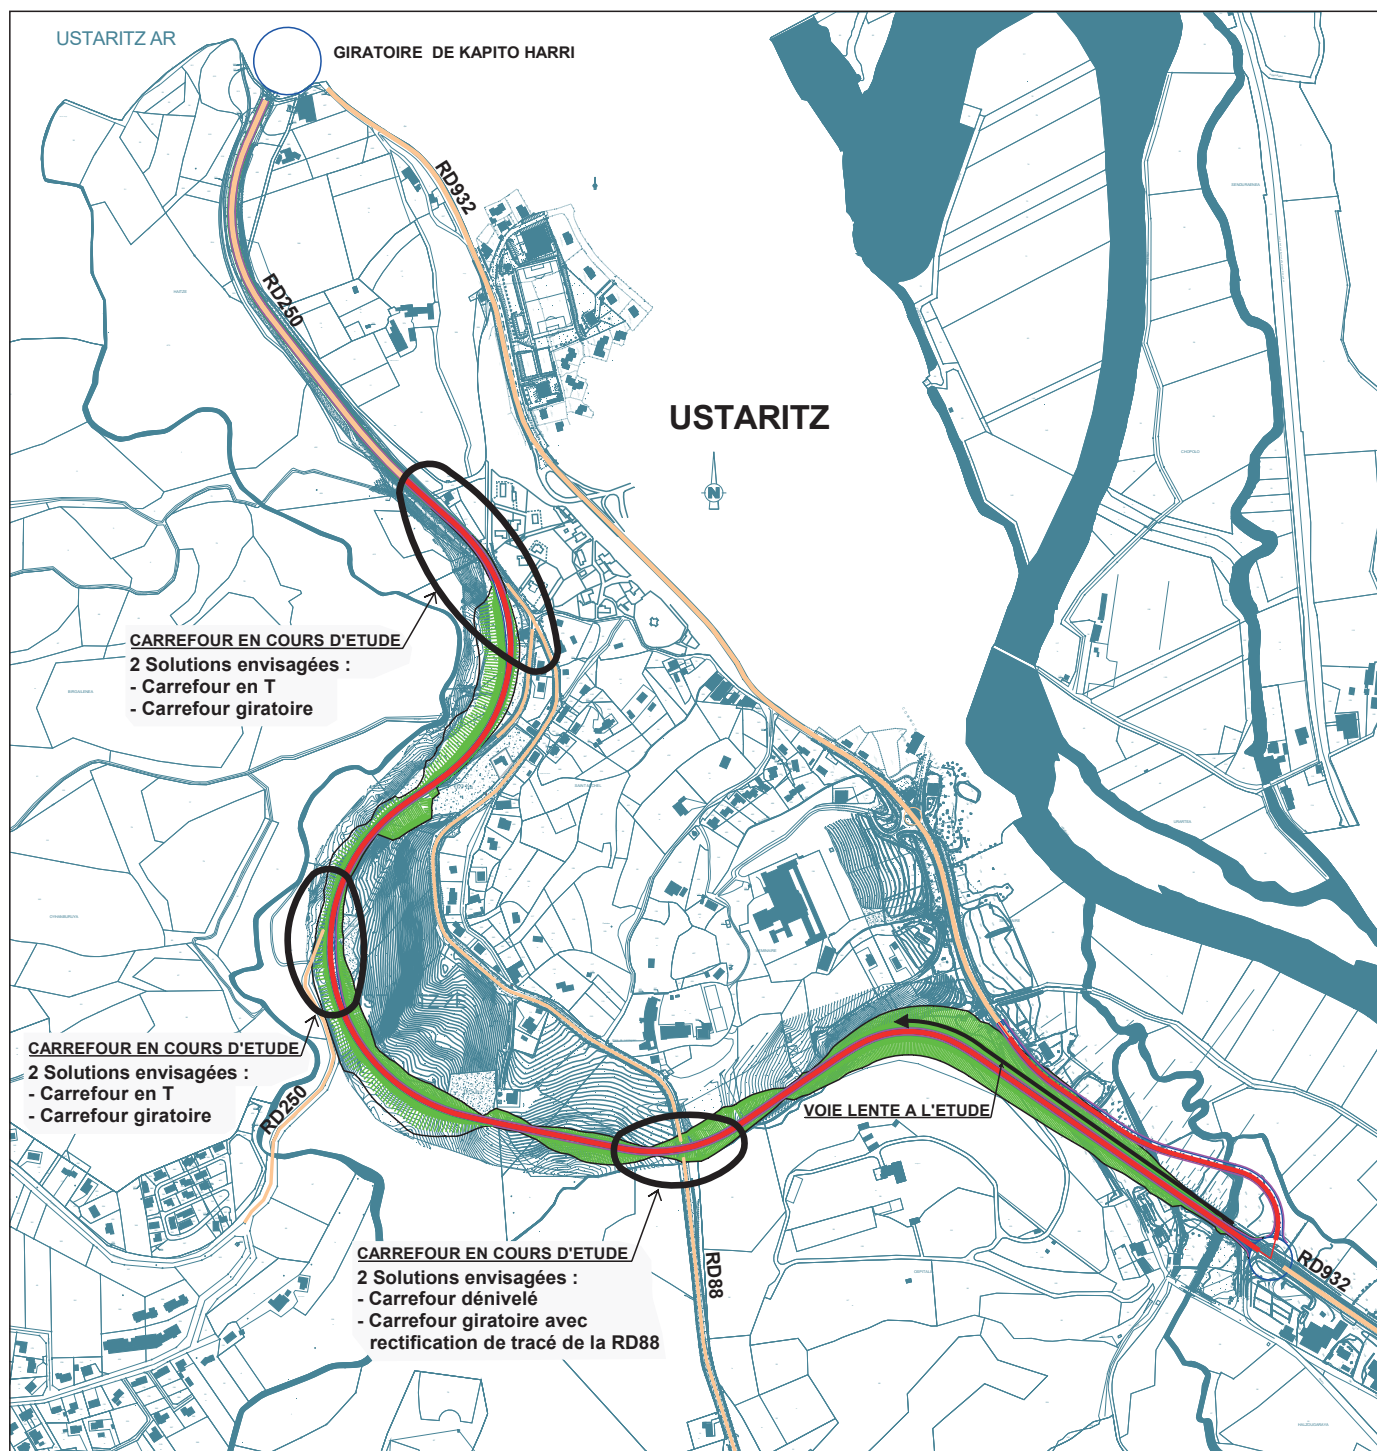 USTARITZ AR
GIRATOIRE DE KAPITO HARRI
RD932
RD250
USTARITZ
N
CARREFOUR EN COURS D'ETUDE
2 Solutions envisagées :
- Carrefour en T
- Carrefour giratoire
CARREFOUR EN COURS D'ETUDE
2 Solutions envisagées :
- Carrefour en T
- Carrefour giratoire
RD250
VOIE LENTE A L'ETUDE
CARREFOUR EN COURS D'ETUDE
2 Solutions envisagées :
- Carrefour dénivelé
- Carrefour giratoire avec
rectification de tracé de la RD88
RD88
RD932